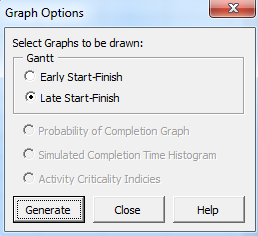 Graph Options
Select Graphs to be drawn:
Gantt
Early Start-Finish
Late Start-Finish
Probability of Completion Graph
Simulated Completion Time Histogram
Activity Criticality Indicies
Generate Close Help